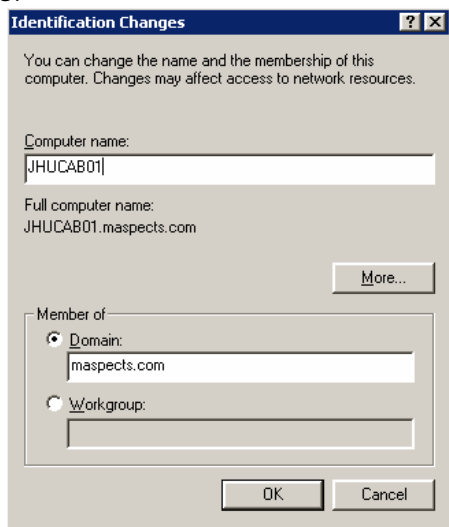 Identification Changes
You can change the name and the membership of this
computer. Changes may affect access to network resources.
Computer name:
JHUCAB01
Full computer name:
JHUCAB01.maspects.com
More...
Member of
Domain:
maspects.com
Workgroup:
OK Cancel